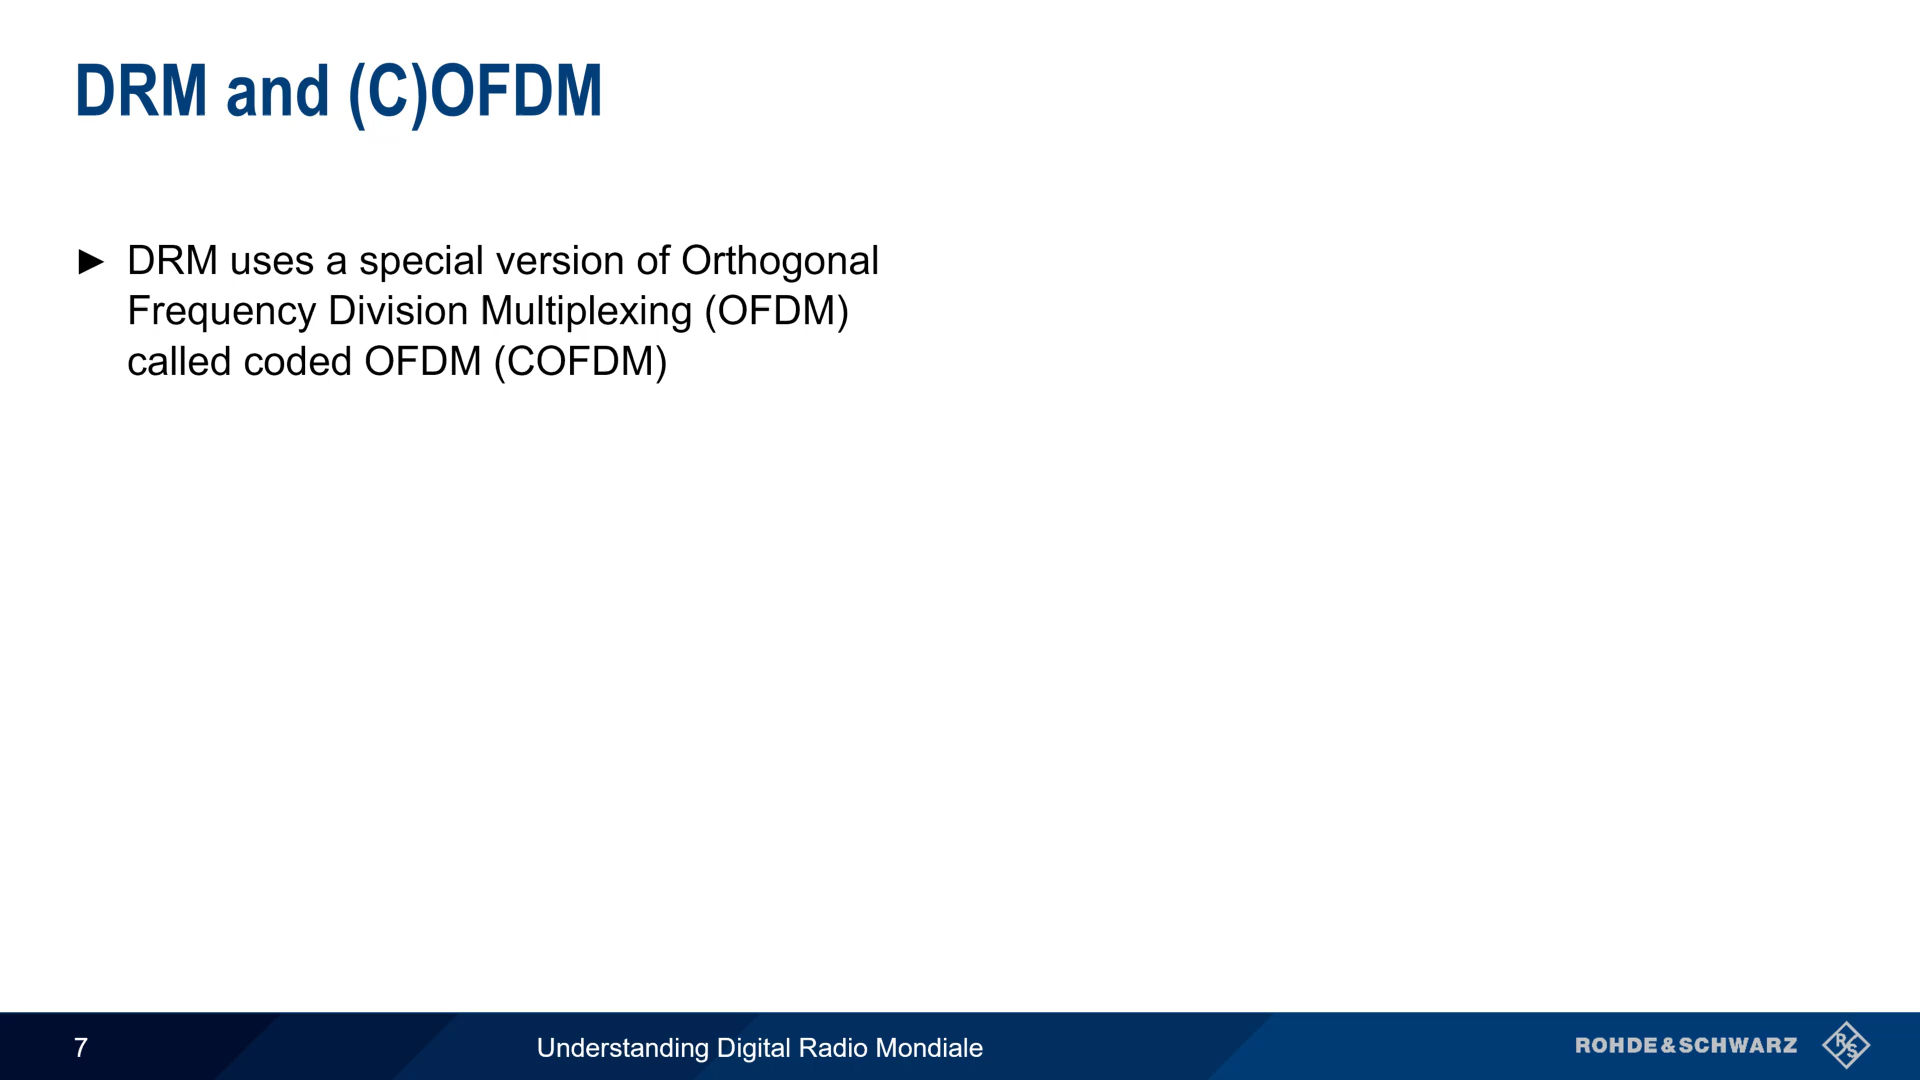 DRM and (C)OFDM
► DRM uses a special version of Orthogonal
Frequency Division Multiplexing (OFDM)
called coded OFDM (COFDM)
7
Understanding Digital Radio Mondiale
ROHDE&SCHWARZ
RS